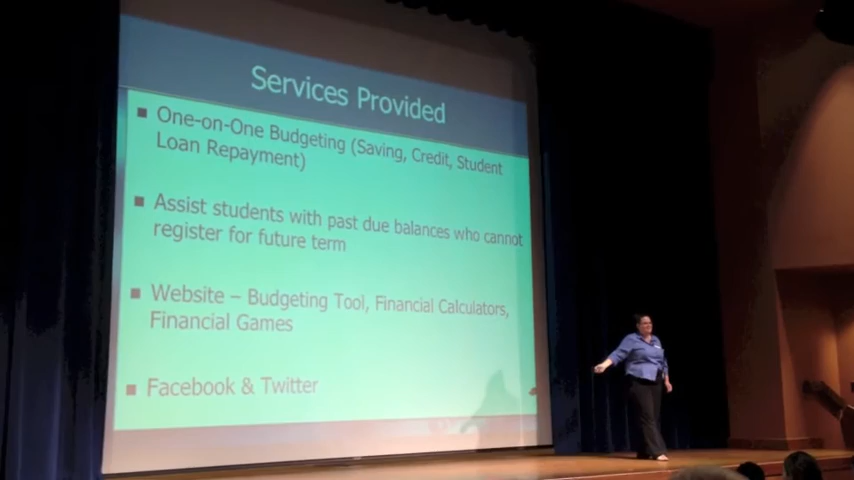 Services Provided
▪ One-on-One Budgeting (Saving, Credit, Student
Loan Repayment)
▪ Assist students with past due balances who cannot
register for future term
▪ Website – Budgeting Tool, Financial Calculators,
Financial Games
▪ Facebook & Twitter